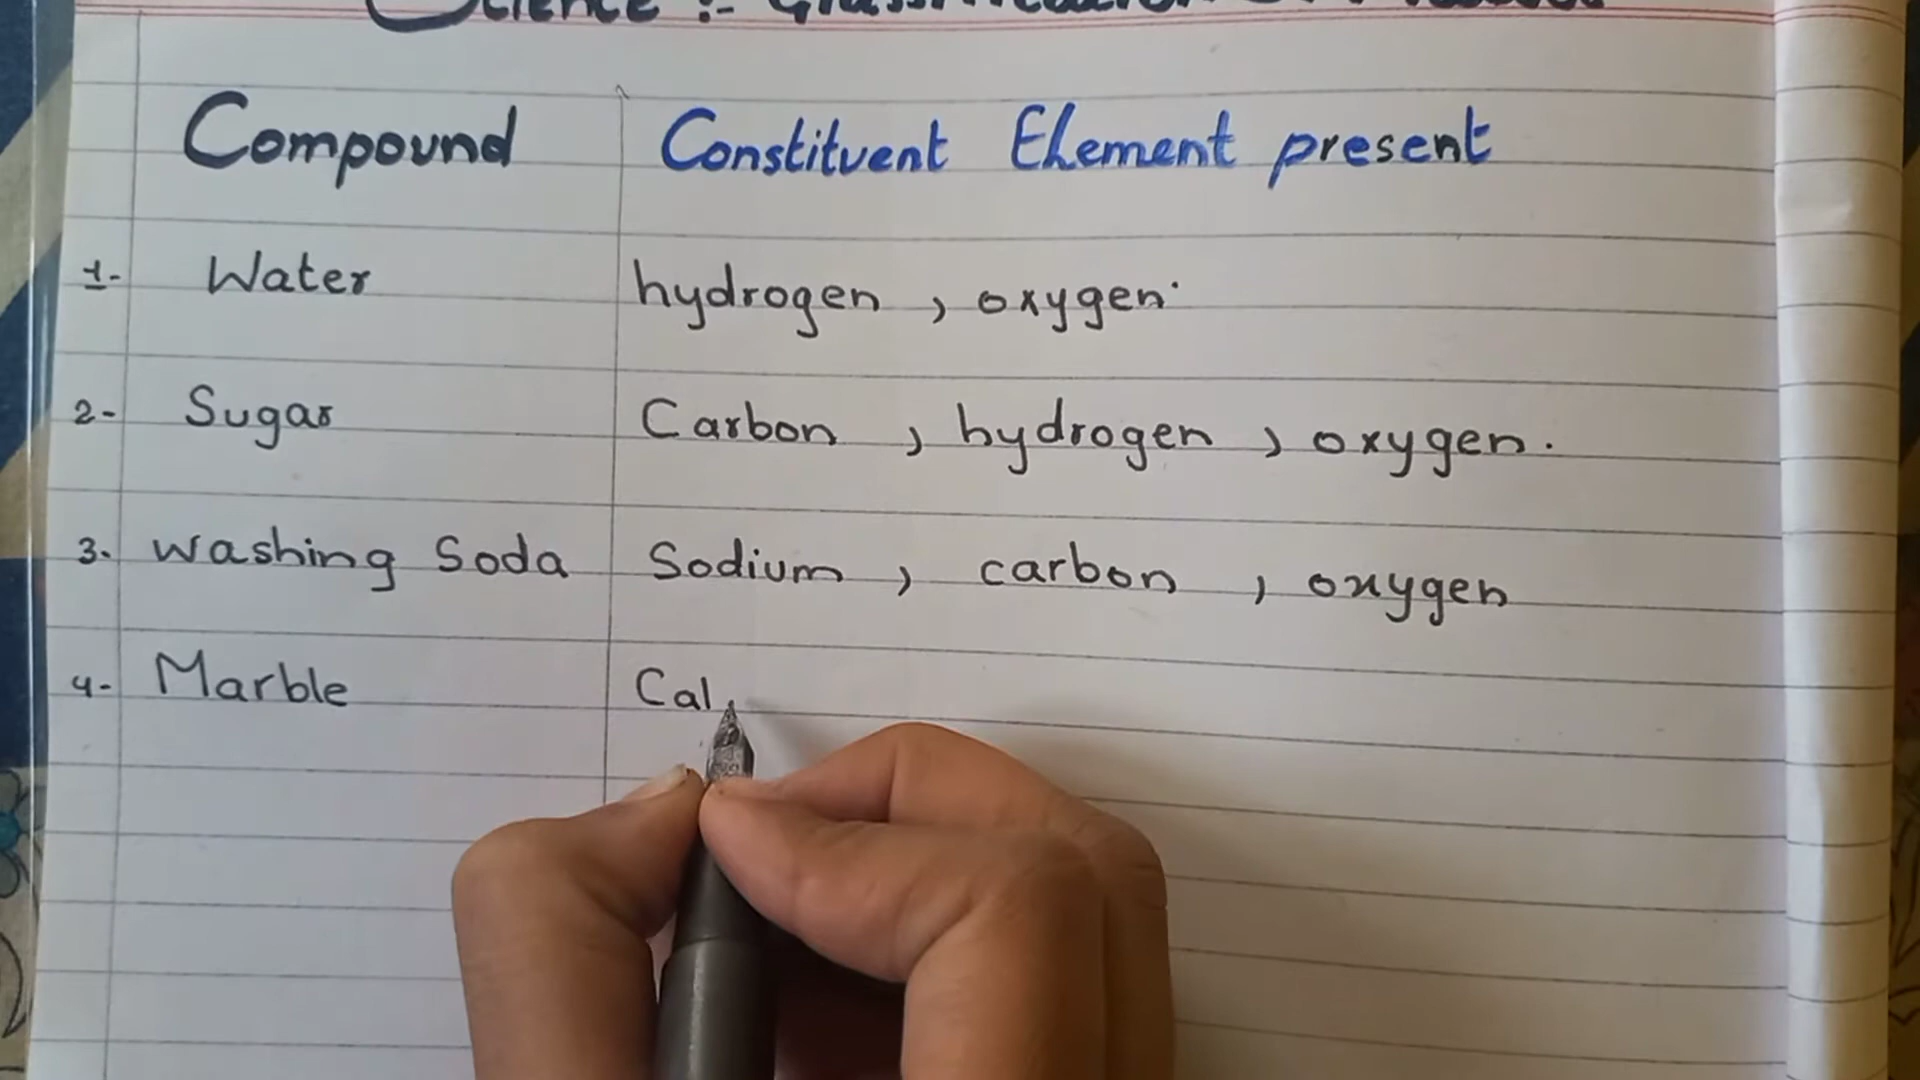 Science :-
Compound Constituent Element present
1- Water hydrogen , oxygen.
2- Sugar Carbon , hydrogen , oxygen.
3. Washing Soda Sodium , carbon , oxygen
4- Marble Cal